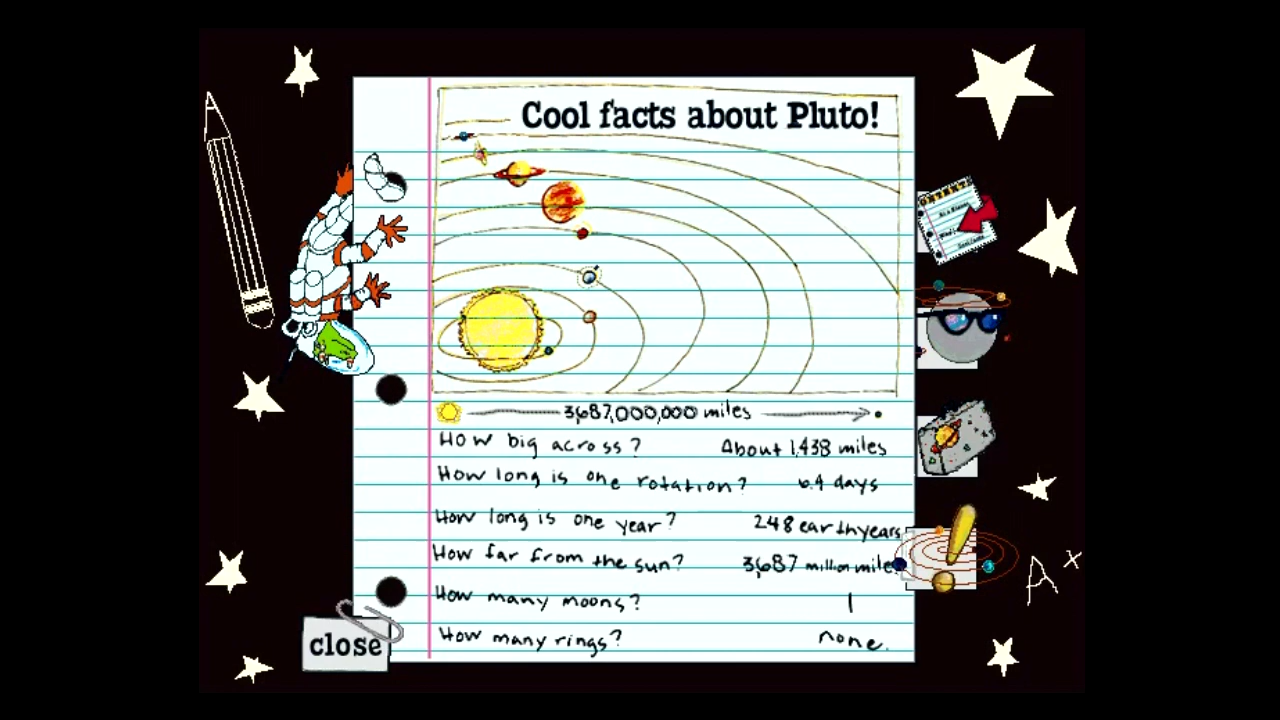 Cool facts about Pluto!
3,687,000,000 miles
How big across? About 1,438 miles
How long is one rotation? 6.4 days
How long is one year? 248 earthyears
How far from the sun? 3,687 million miles
How many moons? 1
How many rings? none.
close
A x